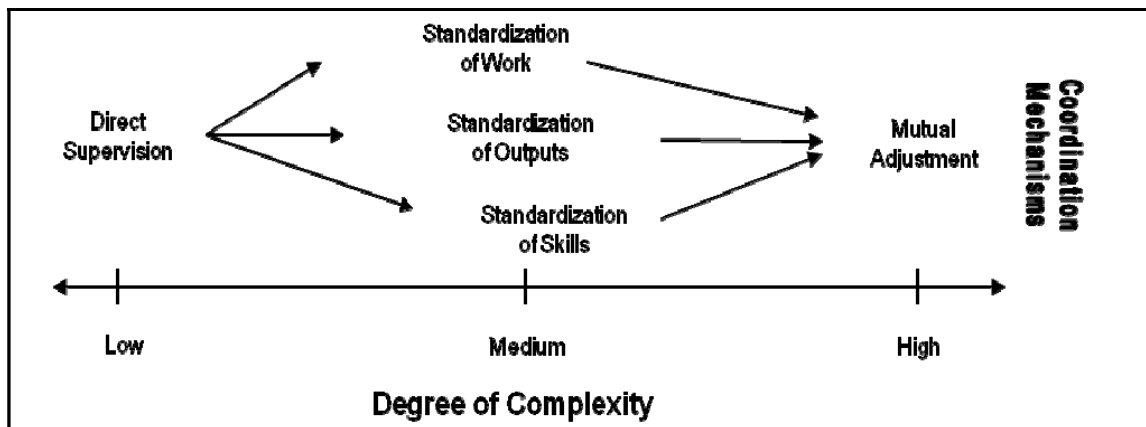 Standardization
of Work
Direct
Supervision
Standardization
of Outputs
Mutual
Adjustment
Standardization
of Skills
Coordination
Mechanisms
Low
Medium
High
Degree of Complexity